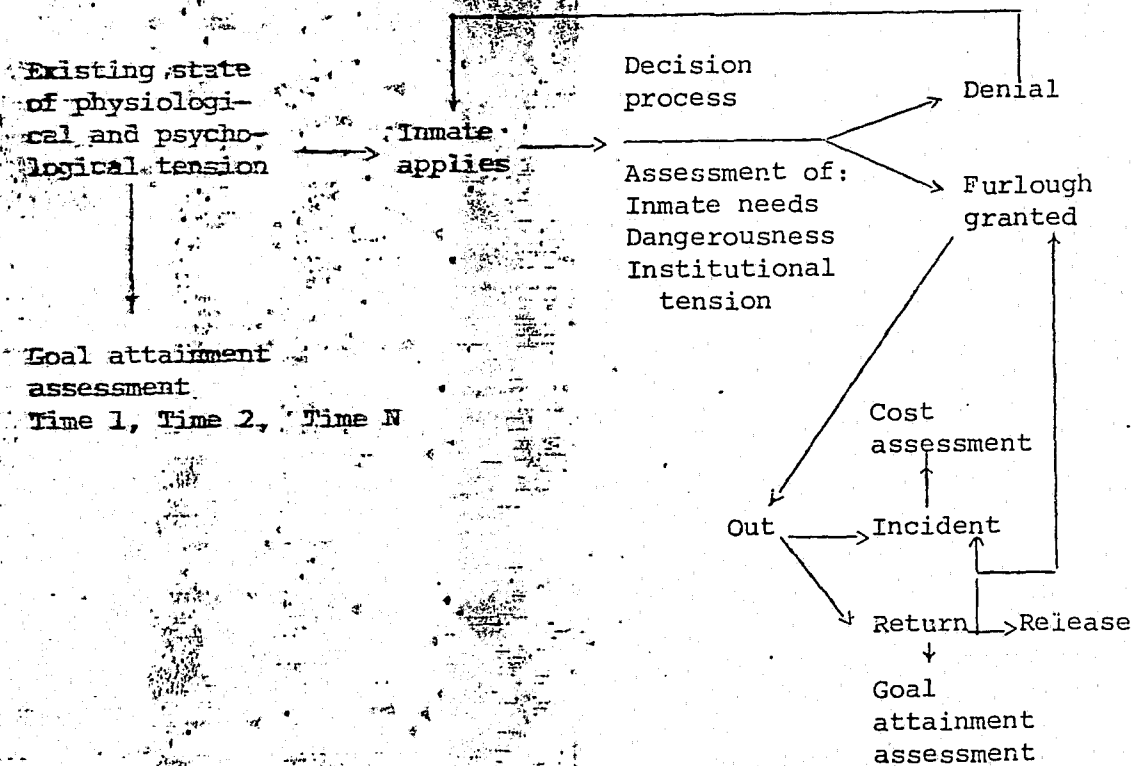 Existing state
of physiologi-
cal and psycho-
logical tension
Inmate
applies
Decision
process
Assessment of:
Inmate needs
Dangerousness
Institutional
tension
Denial
Furlough
granted
Goal attainment
assessment
Time 1, Time 2, Time N
Cost
assessment
Out
Incident
Return
Release
Goal
attainment
assessment